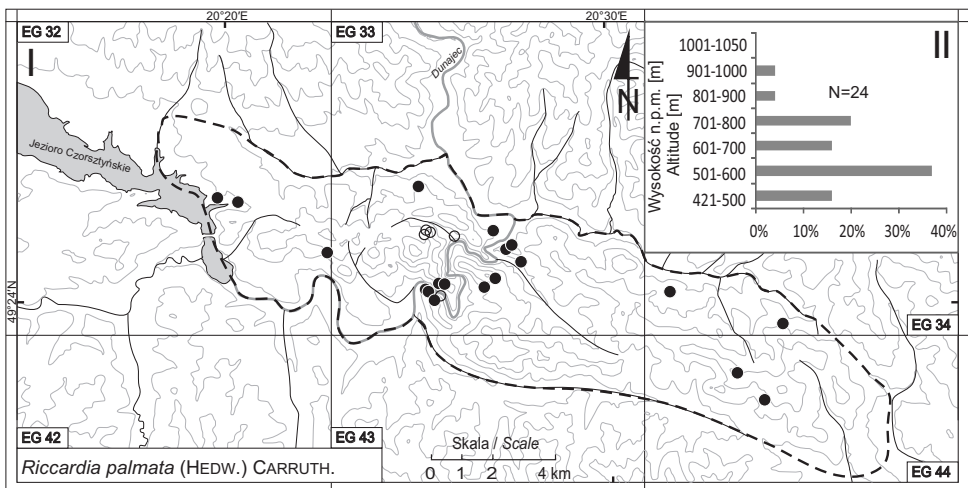 20°20'E
20°30'E
EG 32
EG 33
I
II
Dunajec
N
Jezioro Czorsztyńskie
49°24'N
Wysokość n.p.m. [m]
Altitude [m]
1001-1050
901-1000
801-900
701-800
601-700
501-600
421-500
N=24
0% 10% 20% 30% 40%
EG 34
EG 42
EG 43
EG 44
Skala / Scale
0 1 2 4 km
Riccardia palmata (HEDW.) CARRUTH.